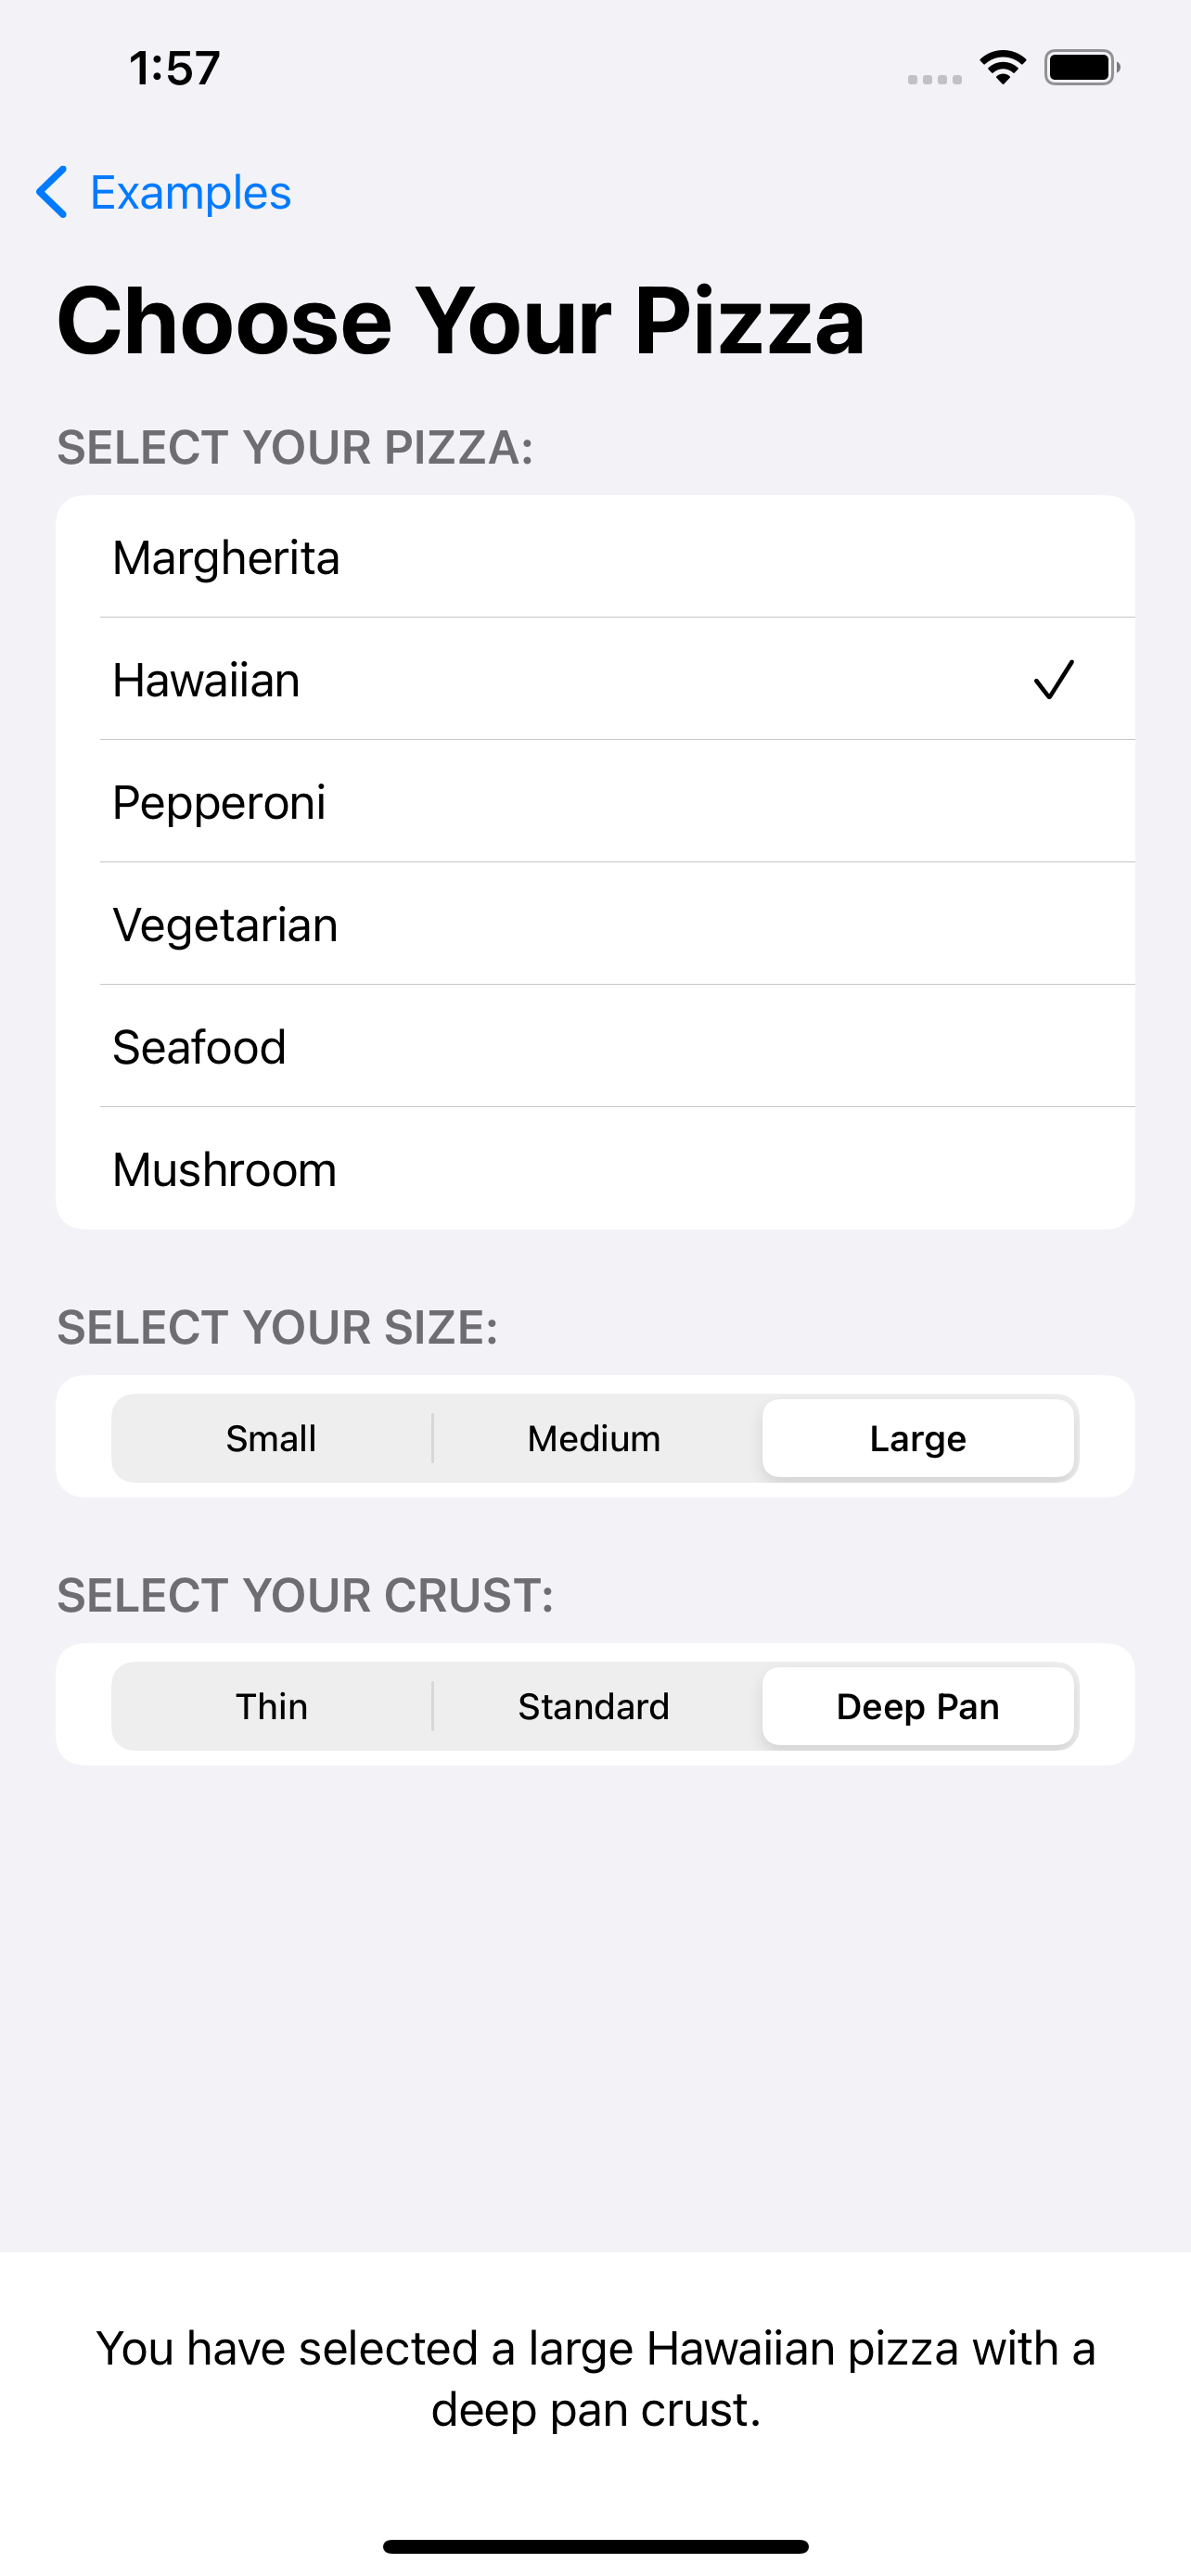 1:57
Examples
Choose Your Pizza
SELECT YOUR PIZZA:
Margherita
Hawaiian
Pepperoni
Vegetarian
Seafood
Mushroom
SELECT YOUR SIZE:
Small Medium Large
SELECT YOUR CRUST:
Thin Standard Deep Pan
You have selected a large Hawaiian pizza with a
deep pan crust.